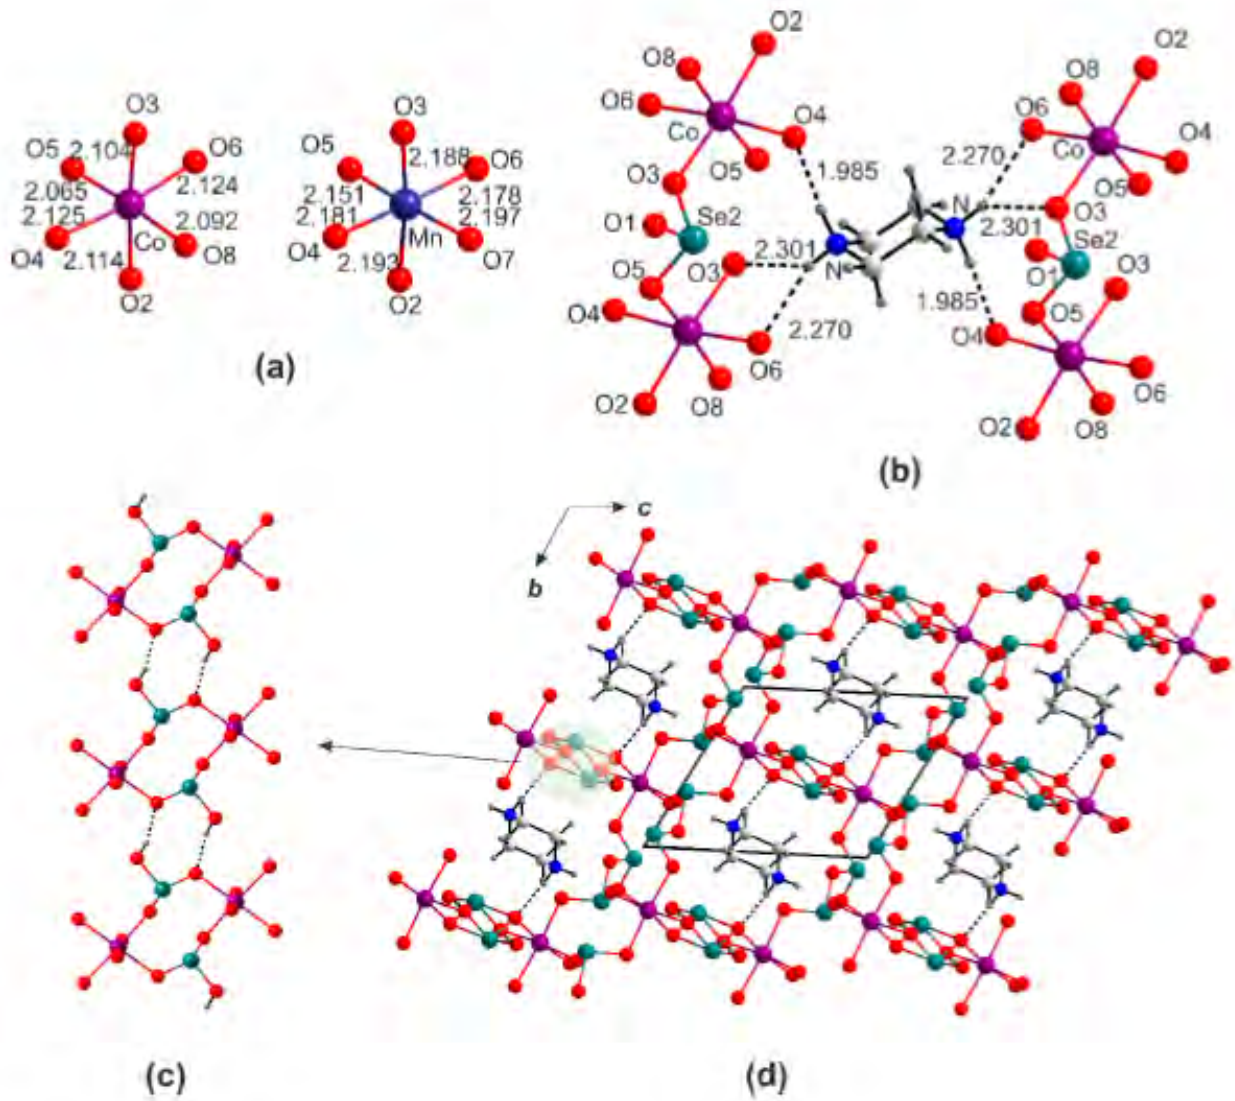 O3
O5
2.104
O6
2.065
2.124
2.125
2.092
O4
Co
O8
2.114
O2
O3
O5
2.188
O6
2.151
2.178
2.181
2.197
O4
Mn
O7
2.193
O2
(a)
O2
O8
O6
Co
O4
O3
O5
1.985
O1
Se2
2.301
O5
O3
N
O4
2.270
O6
O2
O8
O2
O8
O6
O4
2.270
Co
O5
N
O3
2.301
Se2
O1
O3
1.985
O5
O4
O6
O2
O8
(b)
c
b
(c)
(d)